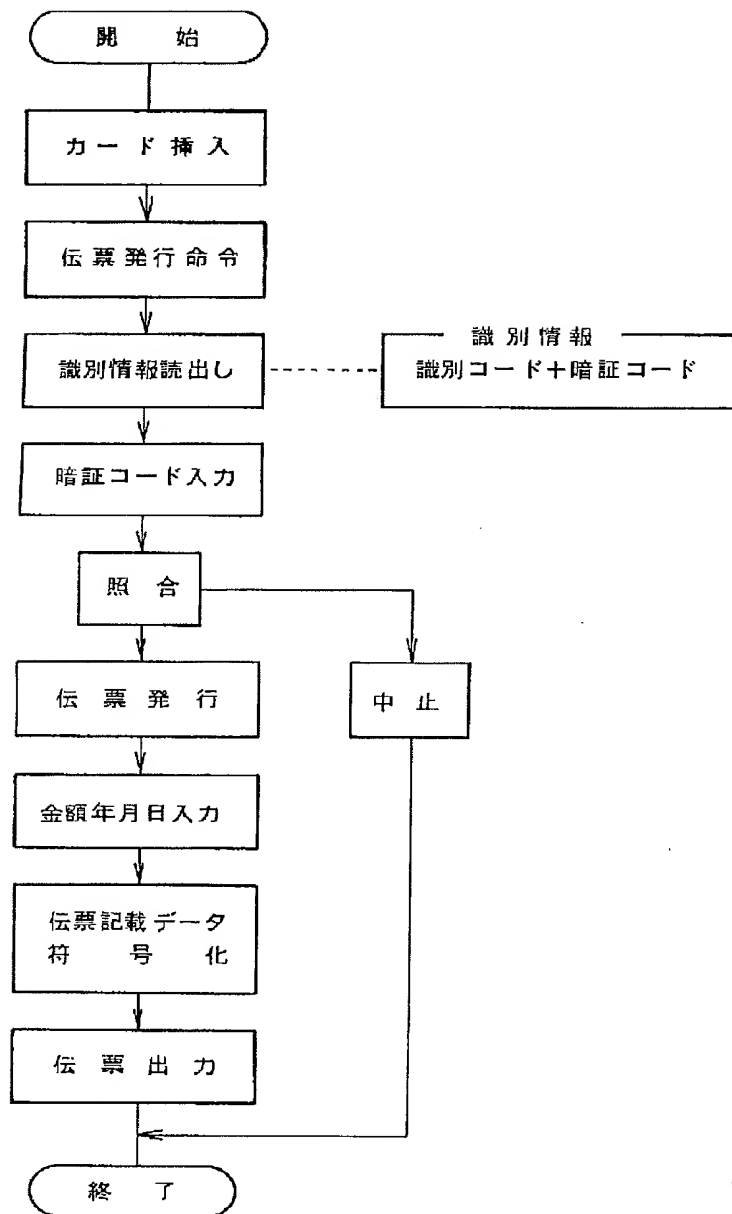 開始
カード挿入
伝票発行命令
識別情報読出し
識別情報
識別コード+暗証コード
暗証コード入力
照合
伝票発行
中止
金額年月日入力
伝票記載データ
符号化
伝票出力
終了